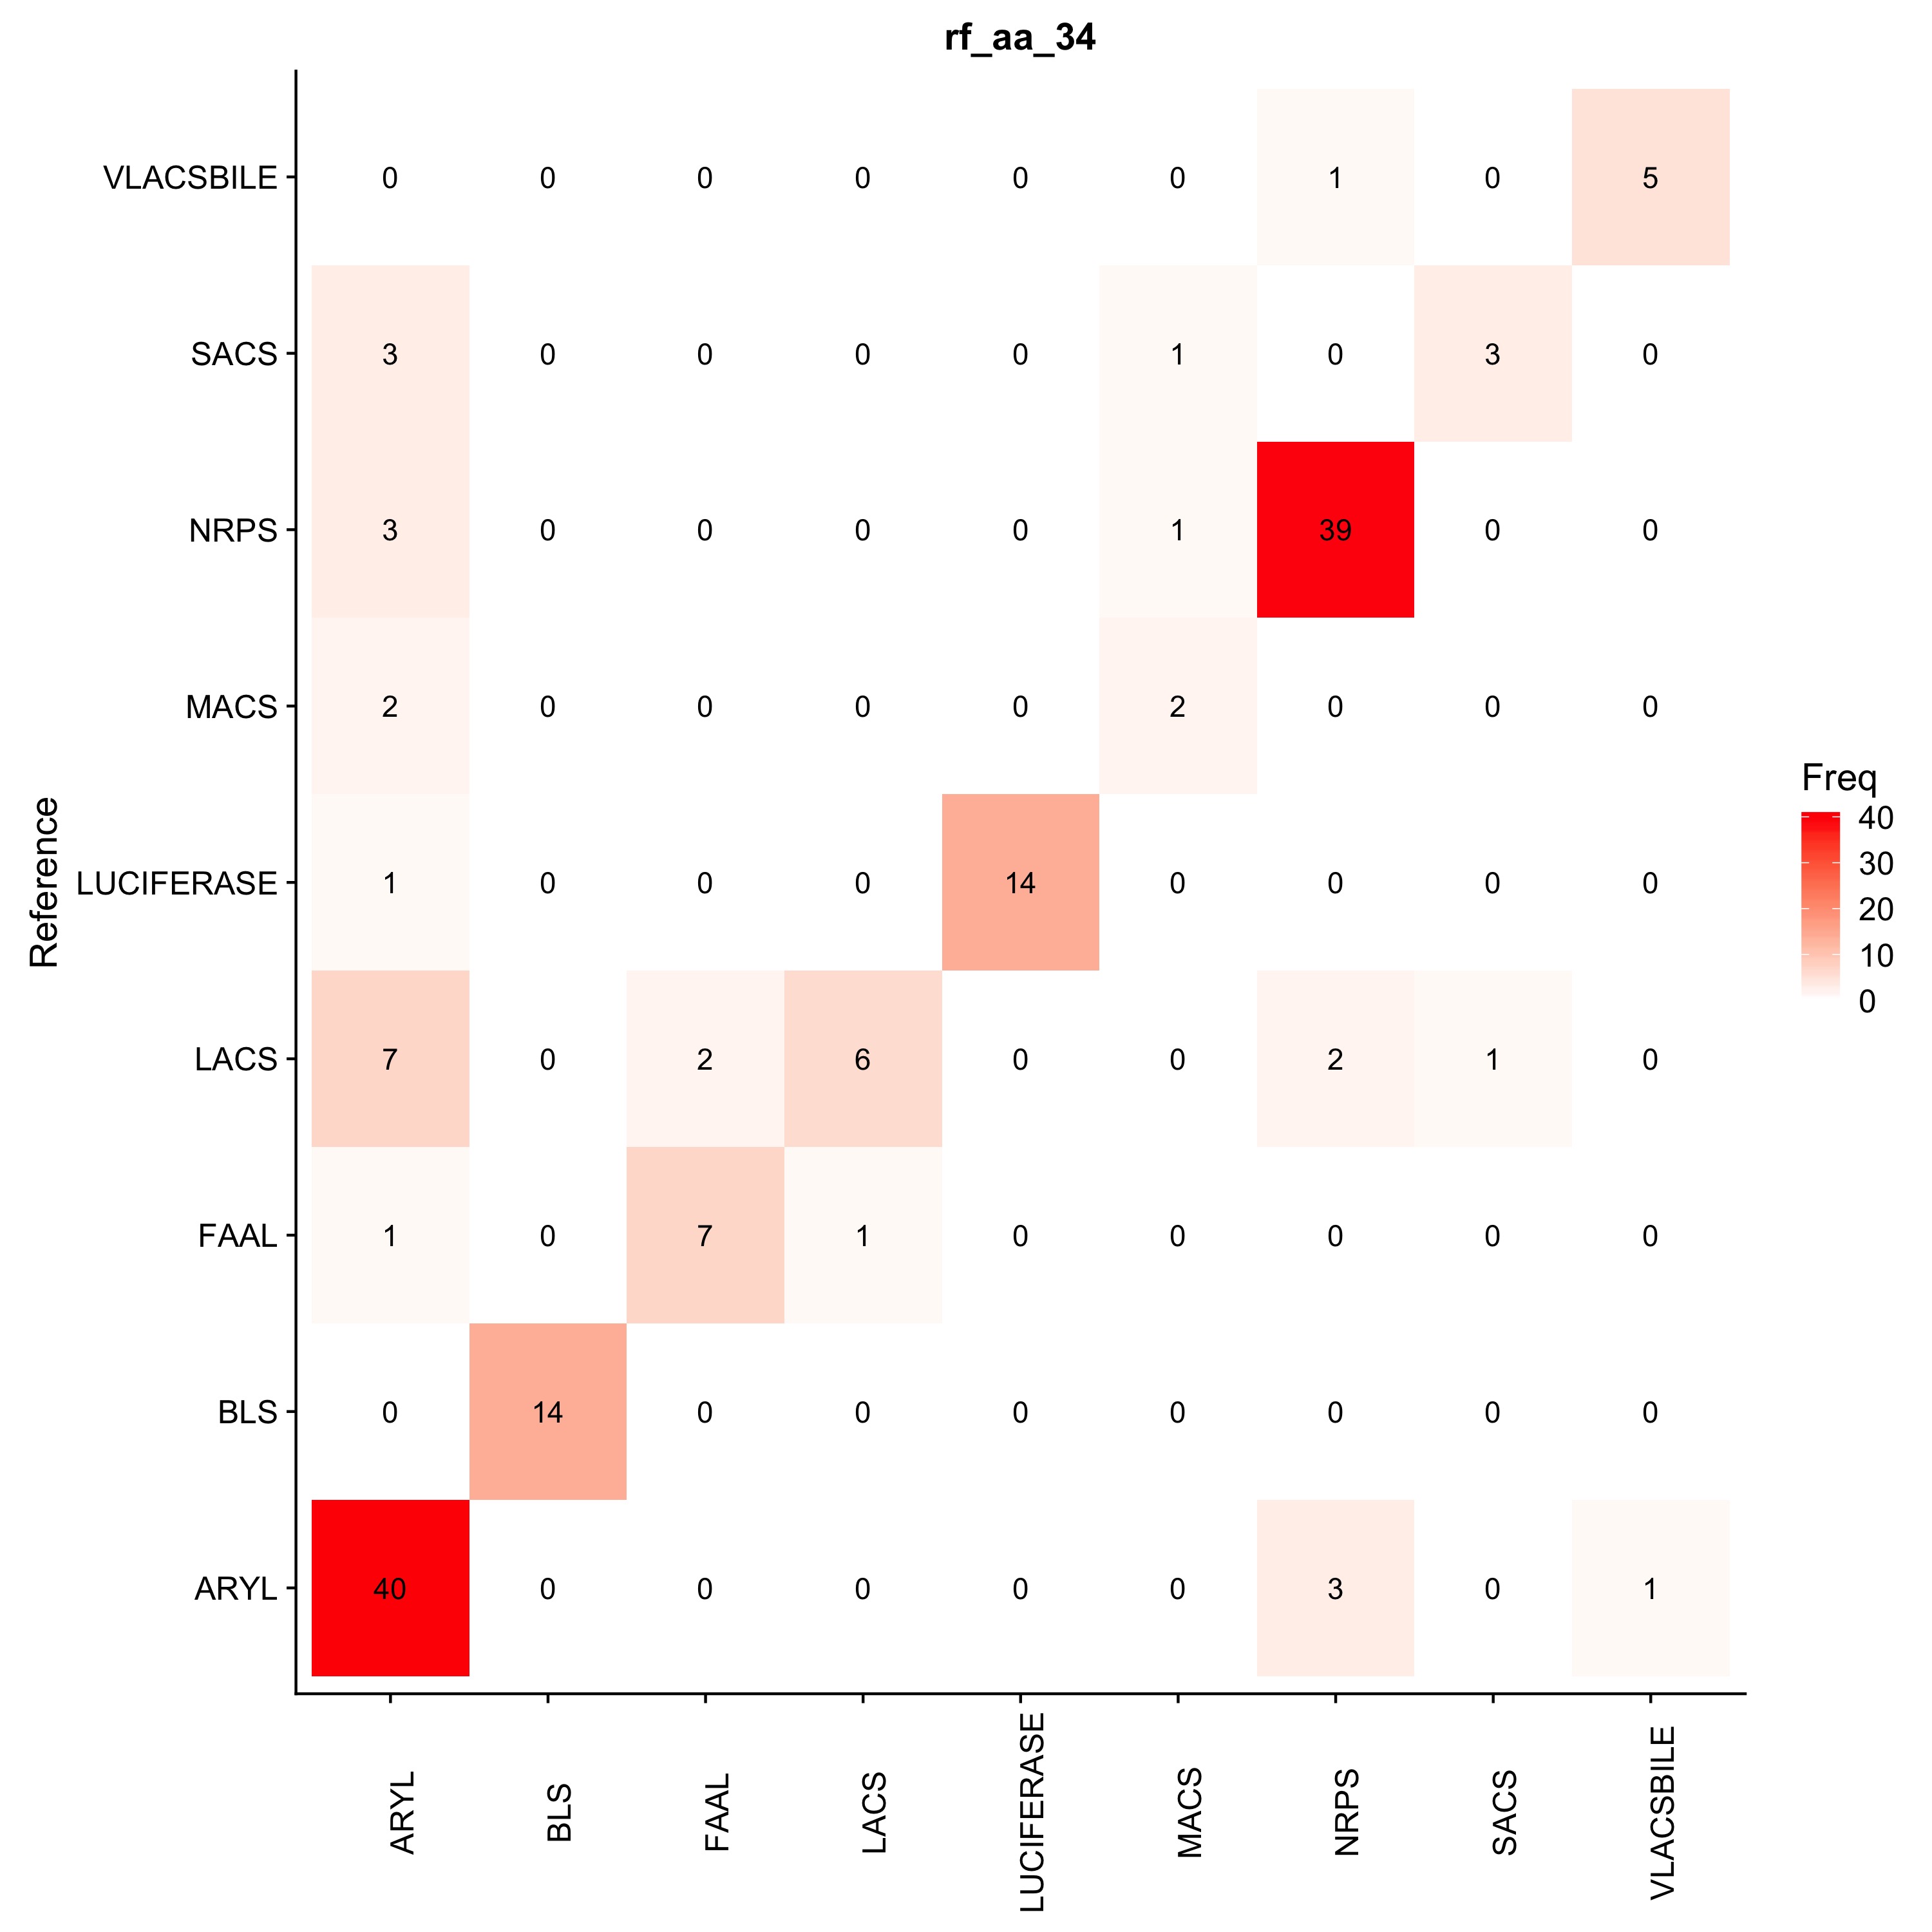 rf_aa_34
VLACSBILE 0 0 0 0 0 0 1 0 5
SACS 3 0 0 0 0 1 0 3 0
NRPS 3 0 0 0 0 1 39 0 0
MACS 2 0 0 0 0 2 0 0 0
LUCIFERASE 1 0 0 0 14 0 0 0 0
LACS 7 0 2 6 0 0 2 1 0
FAAL 1 0 7 1 0 0 0 0 0
BLS 0 14 0 0 0 0 0 0 0
ARYL 40 0 0 0 0 0 3 0 1
Reference
ARYL BLS FAAL LACS LUCIFERASE MACS NRPS SACS VLACSBILE
Freq
40
30
20
10
0